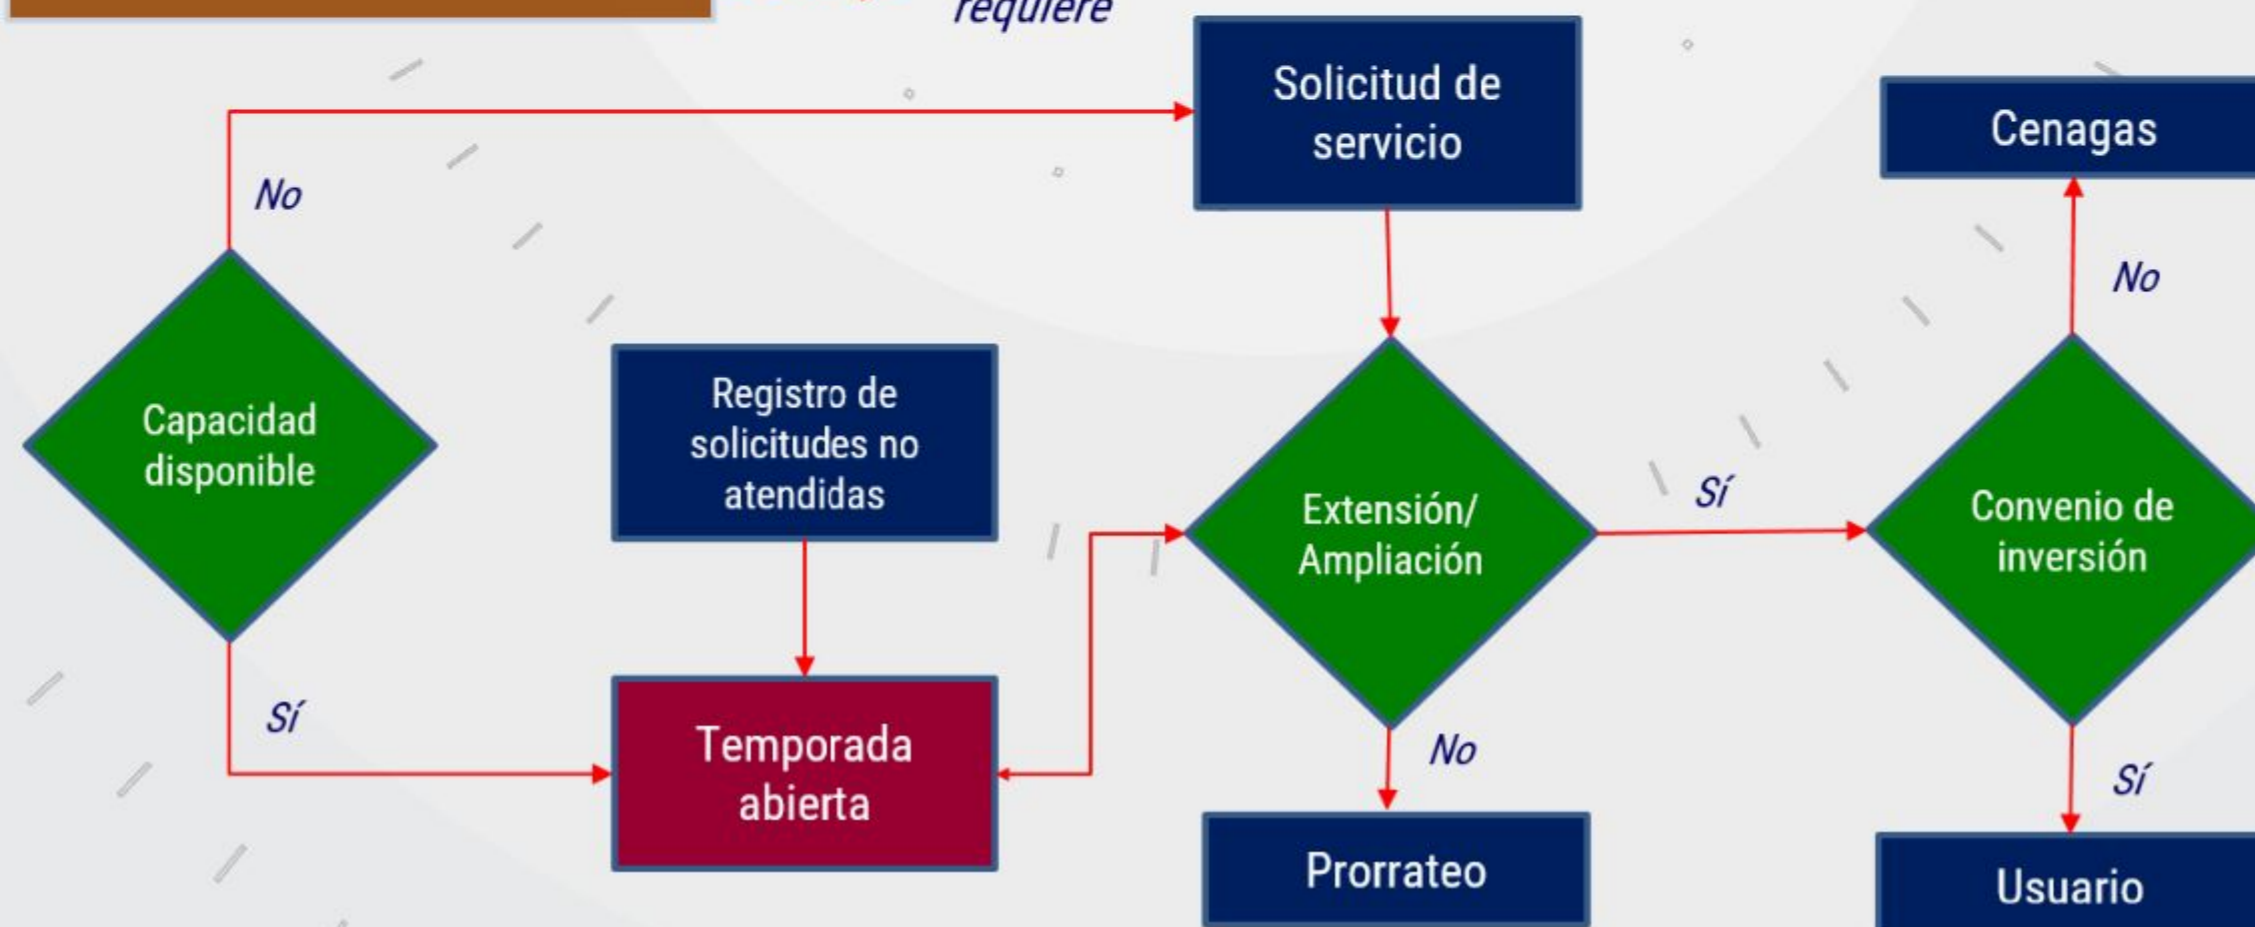 requiere
Solicitud de
servicio
Cenagas
No
No
Capacidad
disponible
Registro de
solicitudes no
atendidas
Extensión/
Ampliación
Sí
Convenio de
inversión
Sí
Temporada
abierta
No
Sí
Prorrateo
Usuario